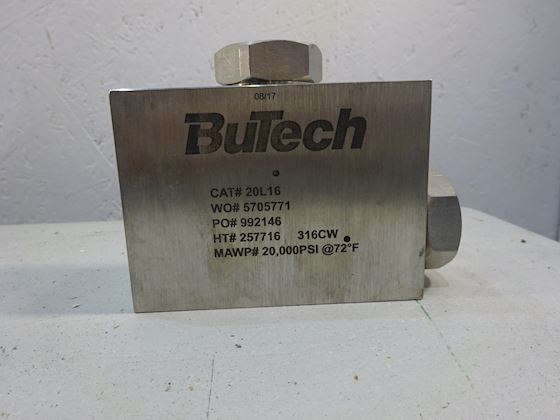 08/17
BuTech
CAT# 20L16
WO# 5705771
PO# 992146
HT# 257716 316CW
MAWP# 20,000PSI @72°F